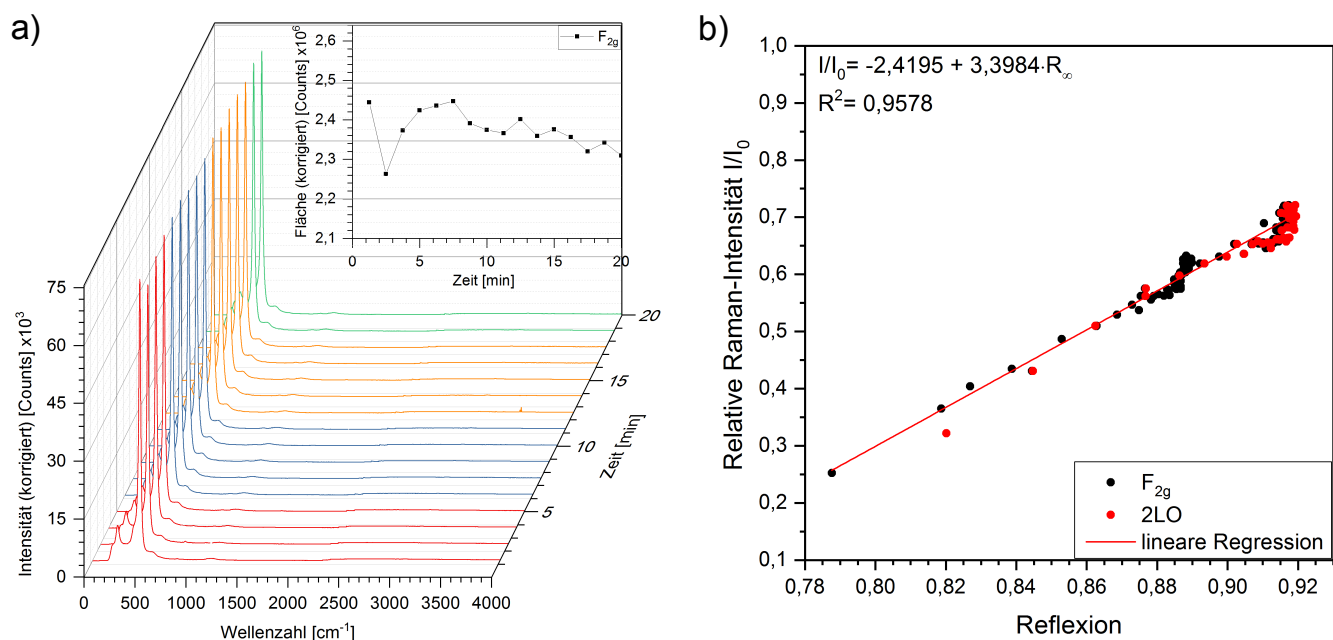 a)
Intensität (korrigiert) [Counts] x10³
75
60
45
30
15
0
0 500 1000 1500 2000 2500 3000 3500 4000
Wellenzahl [cm⁻¹]
5
10
15
20
Zeit [min]
Fläche (korrigiert) [Counts] x10⁶
2,6
2,5
2,4
2,3
2,2
2,1
0 5 10 15 20
Zeit [min]
F₂g
b)
Relative Raman-Intensität I/I₀
1,0
0,9
0,8
0,7
0,6
0,5
0,4
0,3
0,2
0,1
I/I₀= -2,4195 + 3,3984·R∞
R²= 0,9578
F₂g
2LO
lineare Regression
0,78 0,80 0,82 0,84 0,86 0,88 0,90 0,92
Reflexion